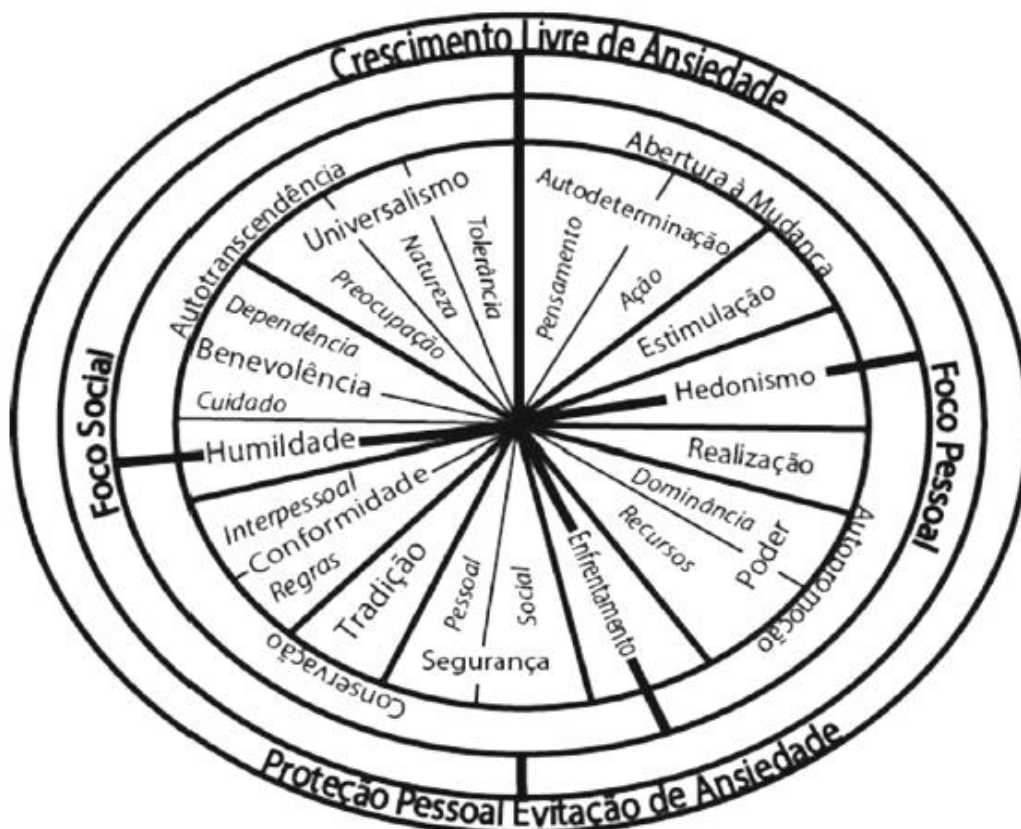 Crescimento Livre de Ansiedade
Abertura à Mudança
Autotranscendência
Universalismo
Tolerância
Natureza
Preocupação
Autodeterminação
Pensamento
Ação
Estimulação
Hedonismo
Dependência
Benevolência
Cuidado
Humildade
Foco Social
Foco Pessoal
Realização
Dominância
Recursos
Poder
Autopromoção
Interpessoal
Conformidade
Regras
Tradição
Pessoal
Social
Segurança
Enfrentamento
Conservação
Proteção Pessoal Evitação de Ansiedade